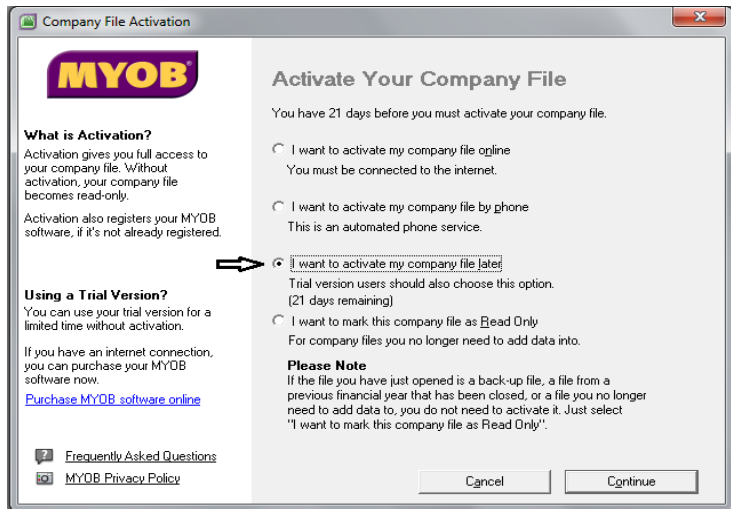 Company File Activation
MYOB
What is Activation?
Activation gives you full access to
your company file. Without
activation, your company file
becomes read-only.
Activation also registers your MYOB
software, if it's not already registered.
Using a Trial Version?
You can use your trial version for a
limited time without activation.
If you have an internet connection,
you can purchase your MYOB
software now.
Purchase MYOB software online
Frequently Asked Questions
MYOB Privacy Policy
Activate Your Company File
You have 21 days before you must activate your company file.
I want to activate my company file online
You must be connected to the internet.
I want to activate my company file by phone
This is an automated phone service.
I want to activate my company file later
Trial version users should also choose this option.
(21 days remaining)
I want to mark this company file as Read Only
For company files you no longer need to add data into.
Please Note
If the file you have just opened is a back-up file, a file from a
previous financial year that has been closed, or a file you no longer
need to add data to, you do not need to activate it. Just select
"I want to mark this company file as Read Only".
Cancel
Continue